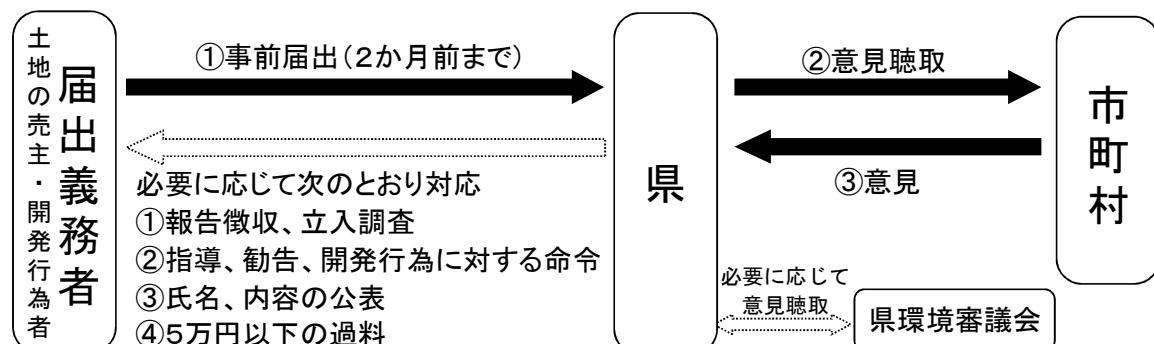 土地の売主・開発行為者
届出義務者
①事前届出(2か月前まで)
必要に応じて次のとおり対応
①報告徴収、立入調査
②指導、勧告、開発行為に対する命令
③氏名、内容の公表
④5万円以下の過料
県
②意見聴取
③意見
市町村
必要に応じて
意見聴取
県環境審議会